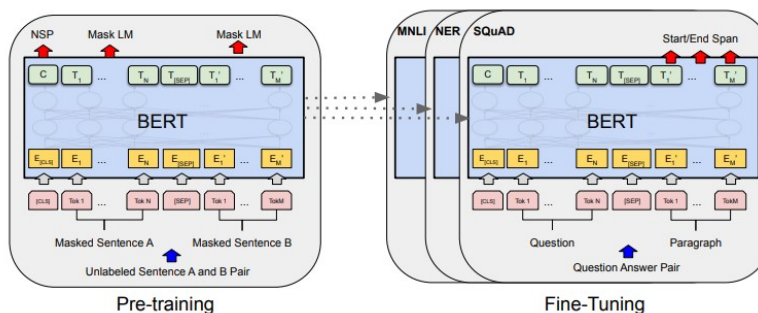 NSP Mask LM Mask LM
C T1 ... TN T[SEP] T1' ... TM'
BERT
E[CLS] E1 ... EN E[SEP] E1' ... EM'
[CLS] Tok 1 ... Tok N [SEP] Tok 1 ... TokM
Masked Sentence A Masked Sentence B
Unlabeled Sentence A and B Pair
Pre-training
MNLI NER SQuAD
Start/End Span
C T1 ... TN T[SEP] T1' ... TM'
BERT
E[CLS] E1 ... EN E[SEP] E1' ... EM'
[CLS] Tok 1 ... Tok N [SEP] Tok 1 ... TokM
Question Paragraph
Question Answer Pair
Fine-Tuning